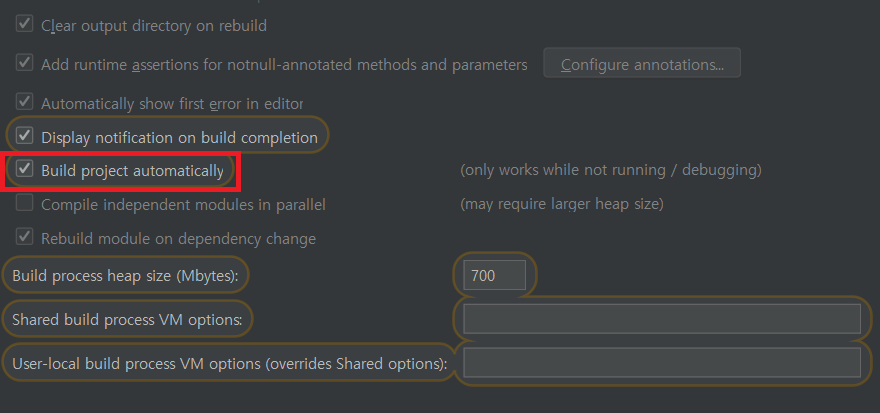 Clear output directory on rebuild
Add runtime assertions for notnull-annotated methods and parameters Configure annotations...
Automatically show first error in editor
Display notification on build completion
Build project automatically (only works while not running / debugging)
Compile independent modules in parallel (may require larger heap size)
Rebuild module on dependency change
Build process heap size (Mbytes): 700
Shared build process VM options:
User-local build process VM options (overrides Shared options):